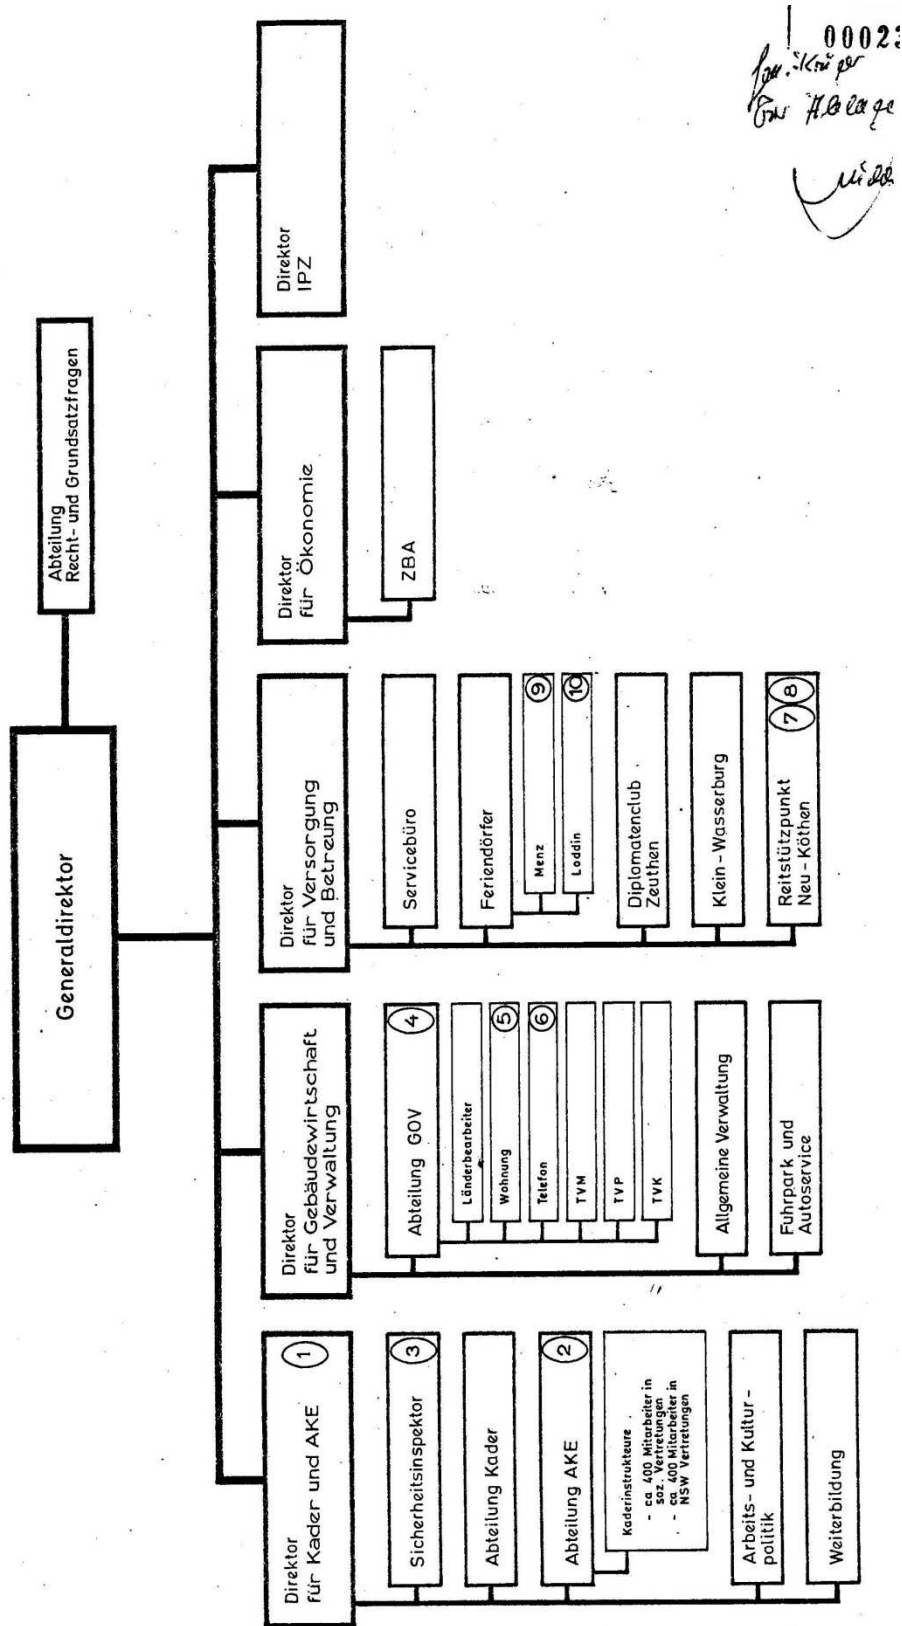 00023
Generaldirektor
Abteilung
Recht- und Grundsatzfragen
Direktor
für Kader und AKE
1
Sicherheitsinspektor
3
Abteilung Kader
Abteilung AKE
2
Kaderinstrukteure
- ca 400 Mitarbeiter in
soz. Vertretungen
- ca 400 Mitarbeiter in
NSW Vertretungen
Arbeits- und Kultur-
politik
Weiterbildung
Direktor
für Gebäudewirtschaft
und Verwaltung
Abteilung GOV
4
Länderbearbeiter
Wohnung
5
Telefon
6
TVM
TVP
TVK
Allgemeine Verwaltung
Fuhrpark und
Autoservice
Direktor
für Versorgung
und Betreung
Servicebüro
Feriendörfer
Menz
9
Loddin
10
Diplomatenclub
Zeuthen
Klein-Wasserburg
Reitstützpunkt
Neu-Köthen
7 8
Direktor
für Ökonomie
ZBA
Direktor
IPZ